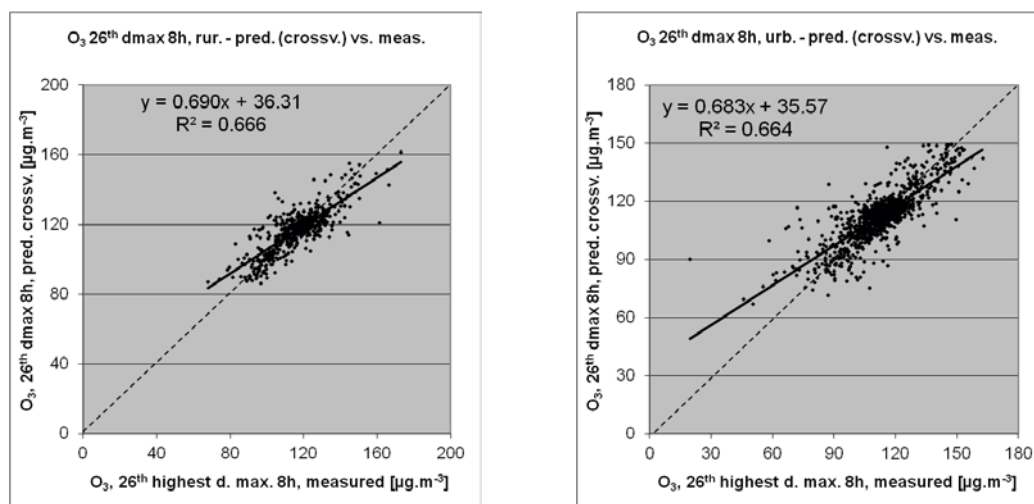 O₃ 26ᵗʰ dmax 8h, rur. - pred. (crossv.) vs. meas.
y = 0.690x + 36.31
R² = 0.666
O₃, 26ᵗʰ dmax 8h, pred. crossv. [µg.m⁻³]
200
160
120
80
40
0
0 40 80 120 160 200
O₃, 26ᵗʰ highest d. max. 8h, measured [µg.m⁻³]
O₃ 26ᵗʰ dmax 8h, urb. - pred. (crossv.) vs. meas.
y = 0.683x + 35.57
R² = 0.664
O₃, 26ᵗʰ dmax 8h, pred. crossv. [µg.m⁻³]
180
150
120
90
60
30
0
0 30 60 90 120 150 180
O₃, 26ᵗʰ highest d. max. 8h, measured [µg.m⁻³]